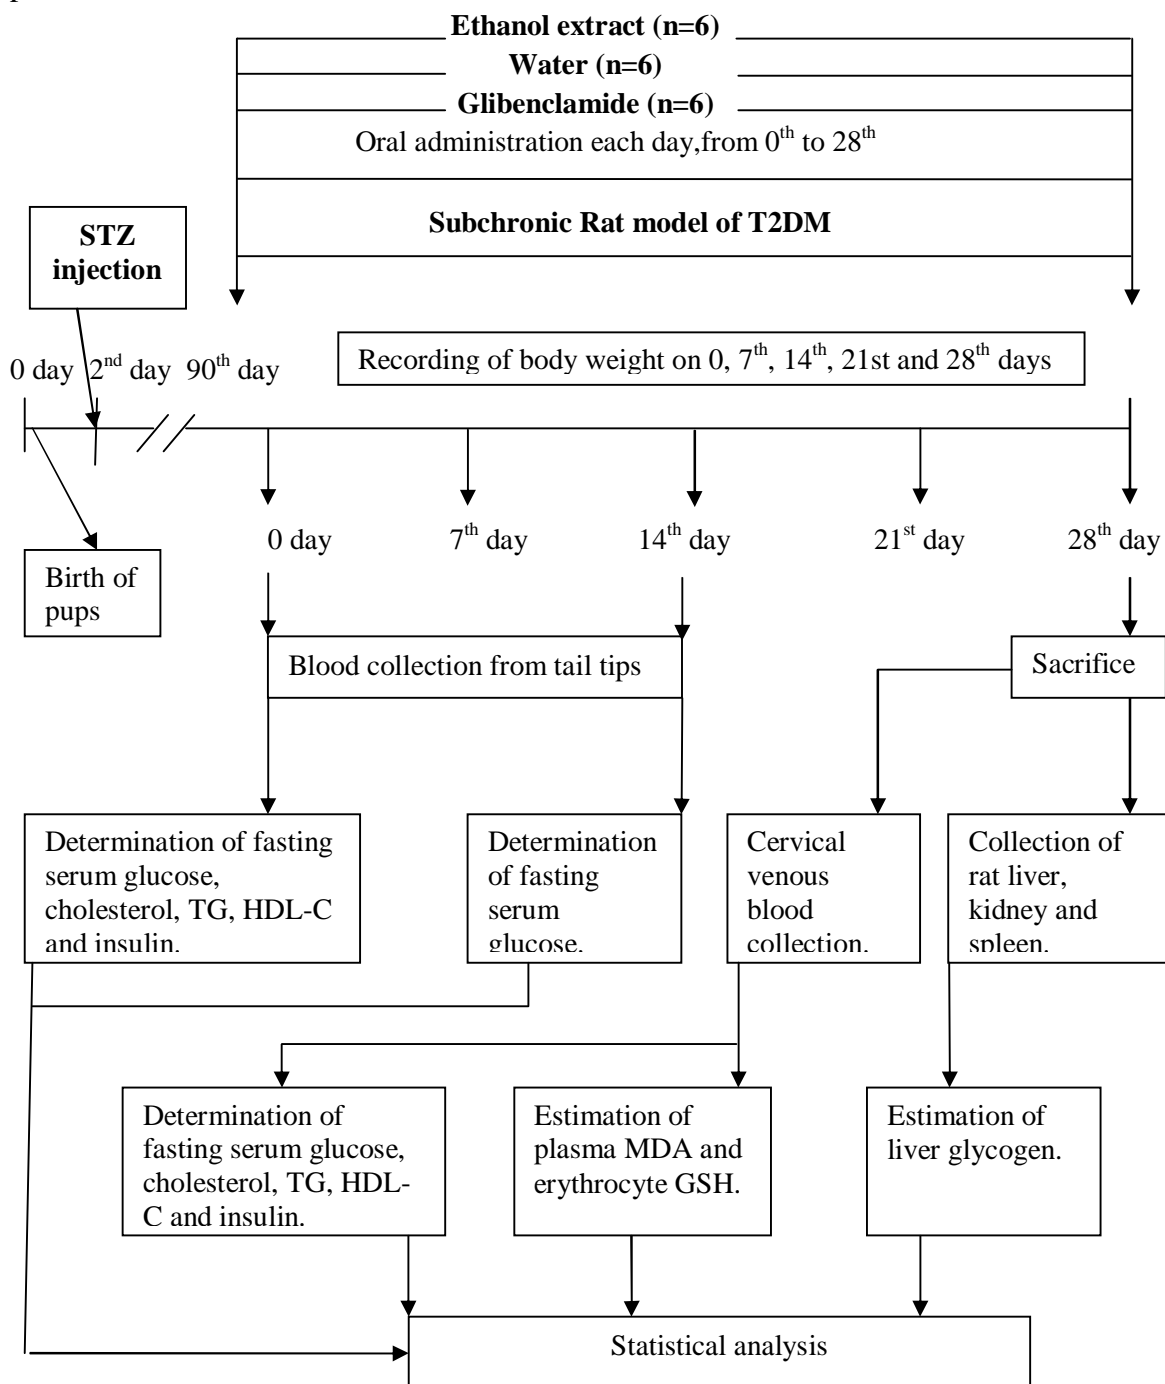 Ethanol extract (n=6)
Water (n=6)
Glibenclamide (n=6)
Oral administration each day,from 0th to 28th
Subchronic Rat model of T2DM
STZ
injection
Recording of body weight on 0, 7th, 14th, 21st and 28th days
0 day 2nd day 90th day
0 day 7th day 14th day 21st day 28th day
Birth of
pups
Blood collection from tail tips
Sacrifice
Determination of fasting
serum glucose,
cholesterol, TG, HDL-C
and insulin.
Determination
of fasting
serum
glucose.
Cervical
venous
blood
collection.
Collection of
rat liver,
kidney and
spleen.
Determination of
fasting serum glucose,
cholesterol, TG, HDL-
C and insulin.
Estimation of
plasma MDA and
erythrocyte GSH.
Estimation of
liver glycogen.
Statistical analysis